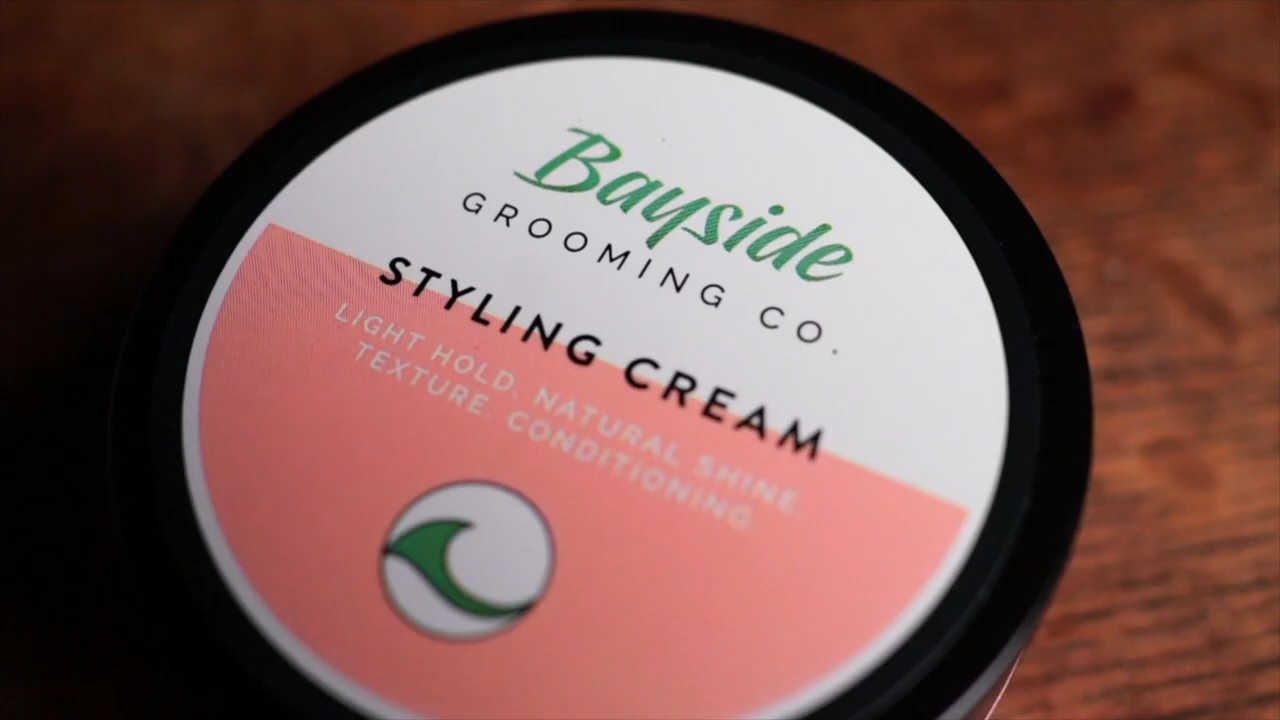 Bayside
GROOMING CO.
STYLING CREAM
LIGHT HOLD. NATURAL SHINE.
TEXTURE. CONDITIONING.